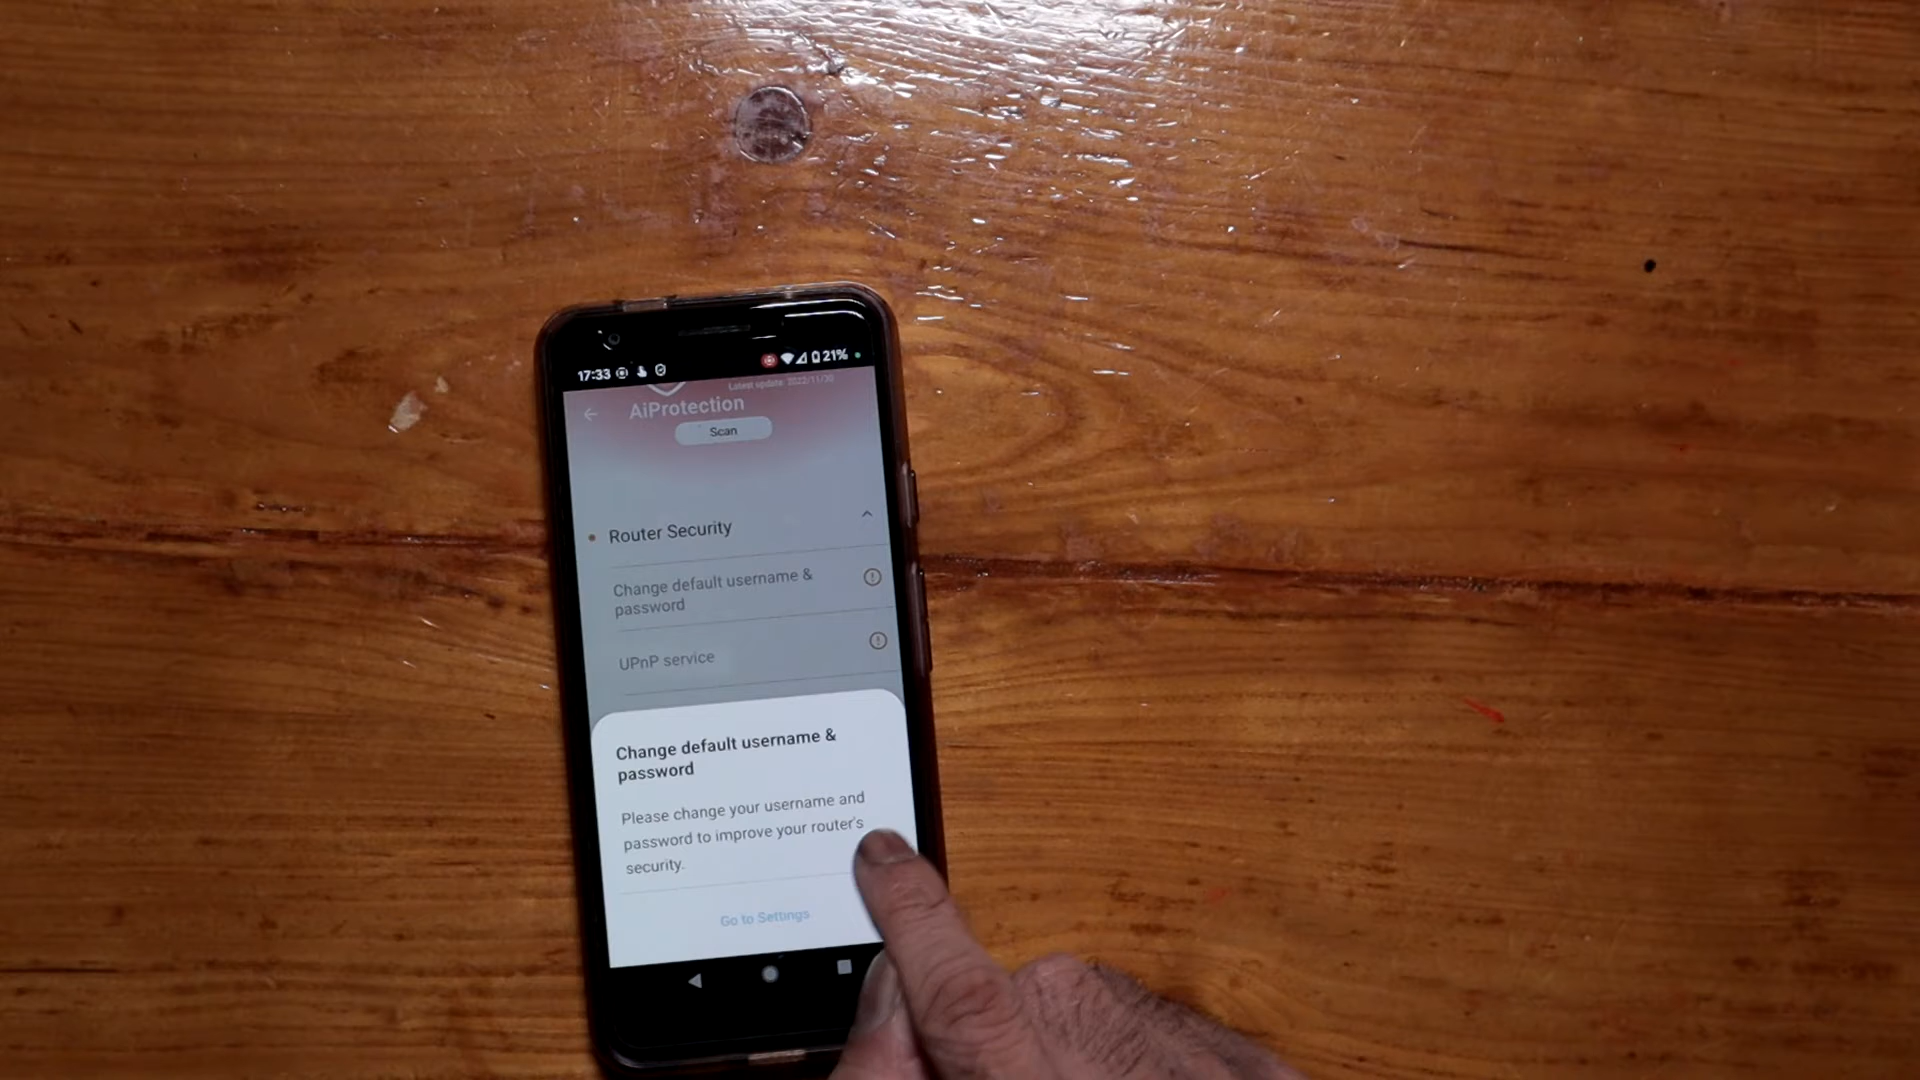 17:33
21%
Latest update: 2022/11/30
AiProtection
Scan
Router Security
Change default username &
password
UPnP service
Change default username &
password
Please change your username and
password to improve your router's
security.
Go to Settings